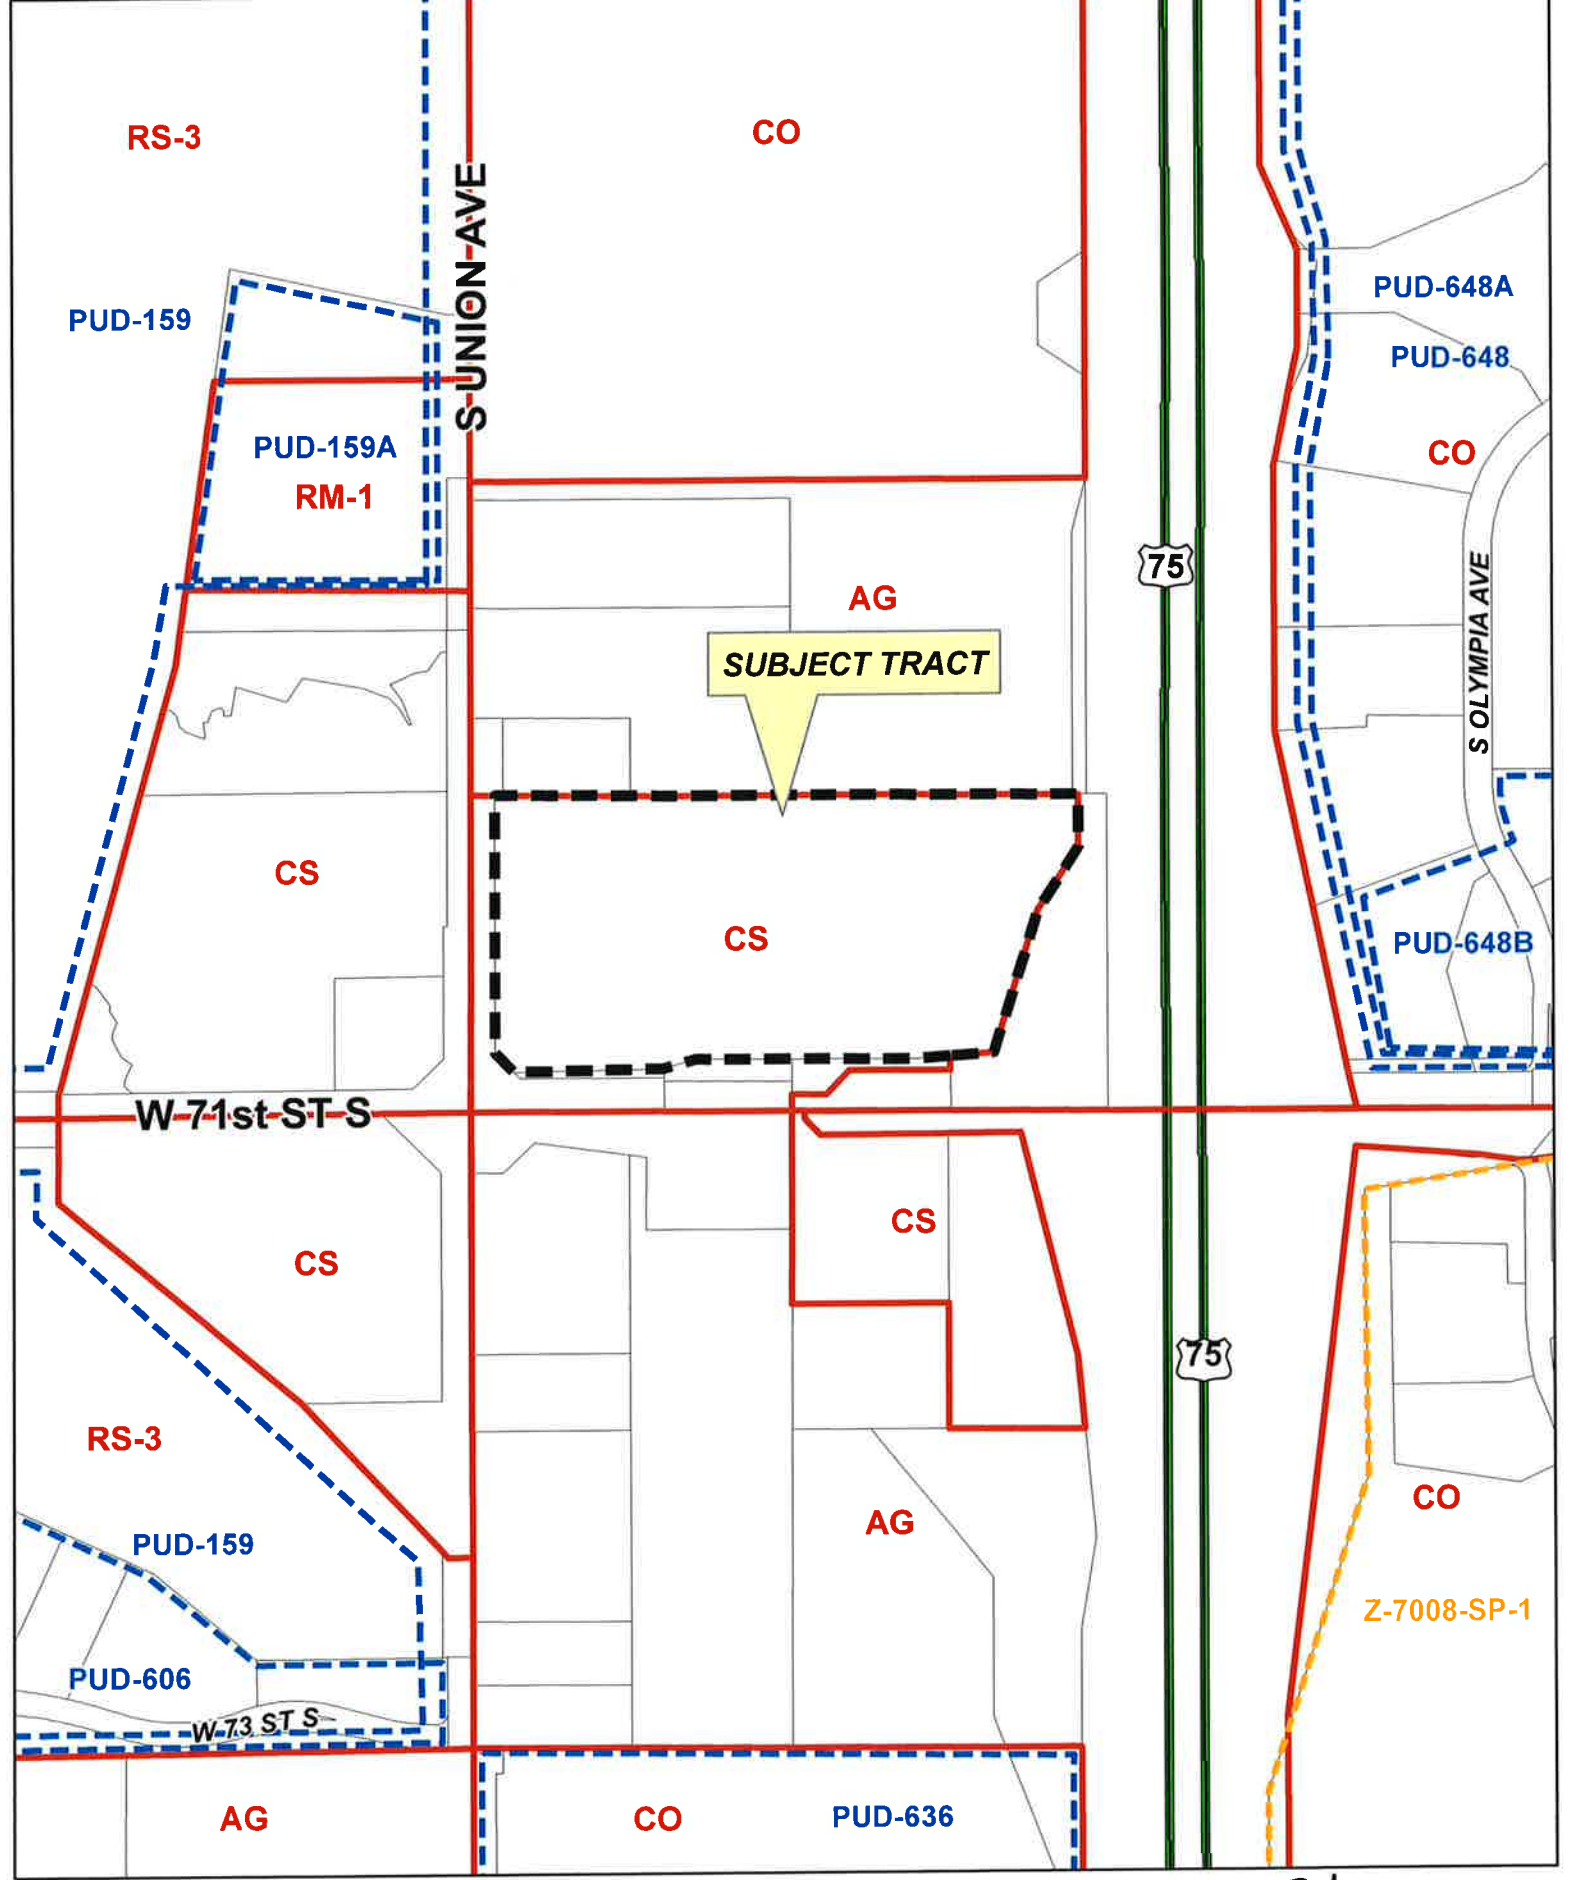 RS-3
CO
S UNION AVE
PUD-159
PUD-648A
PUD-648
PUD-159A
RM-1
CO
75
AG
SUBJECT TRACT
S OLYMPIA AVE
CS
CS
PUD-648B
W 71st ST S
CS
CS
75
RS-3
CO
AG
PUD-159
Z-7008-SP-1
PUD-606
W 73 ST S
AG
CO
PUD-636